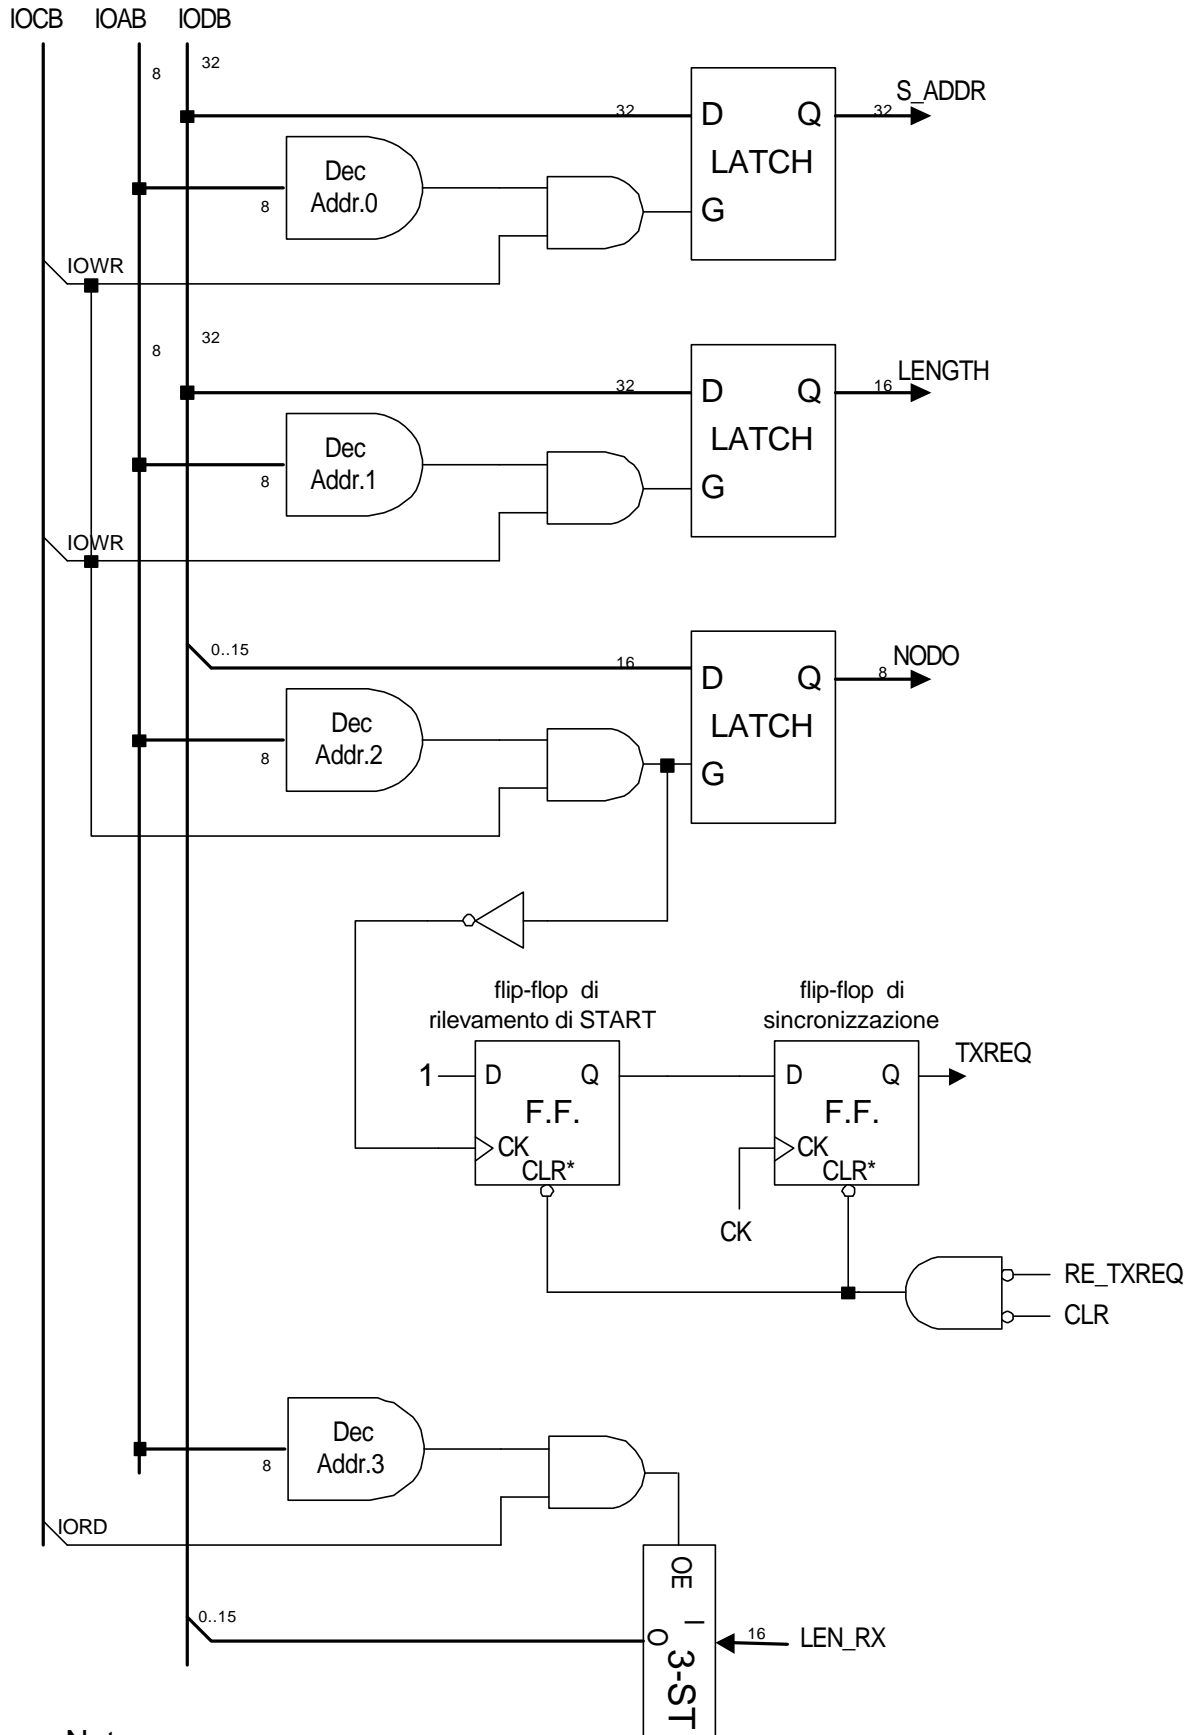 IOCB IOAB IODB
8 32
32 D Q 32 S_ADDR
LATCH
G
Dec
Addr.0
8
IOWR
8 32
32 D Q 16 LENGTH
LATCH
G
Dec
Addr.1
8
IOWR
0..15 16 D Q 8 NODO
LATCH
G
Dec
Addr.2
8
flip-flop di
rilevamento di START
flip-flop di
sincronizzazione
1 D Q
F.F.
CK
CLR*
D Q TXREQ
F.F.
CK
CLR*
CK
RE_TXREQ
CLR
Dec
Addr.3
8
IORD
OE
I
O
3-ST
0..15
16 LEN_RX